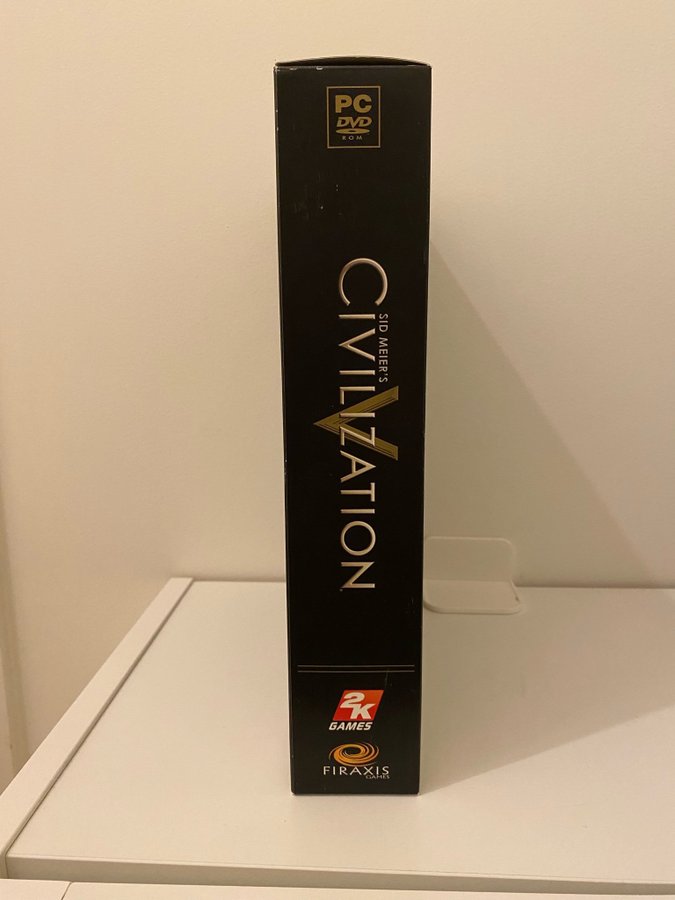 PC
DVD
ROM
SID MEIER'S
CIVILIZATION
V
2K
GAMES
FIRAXIS
GAMES